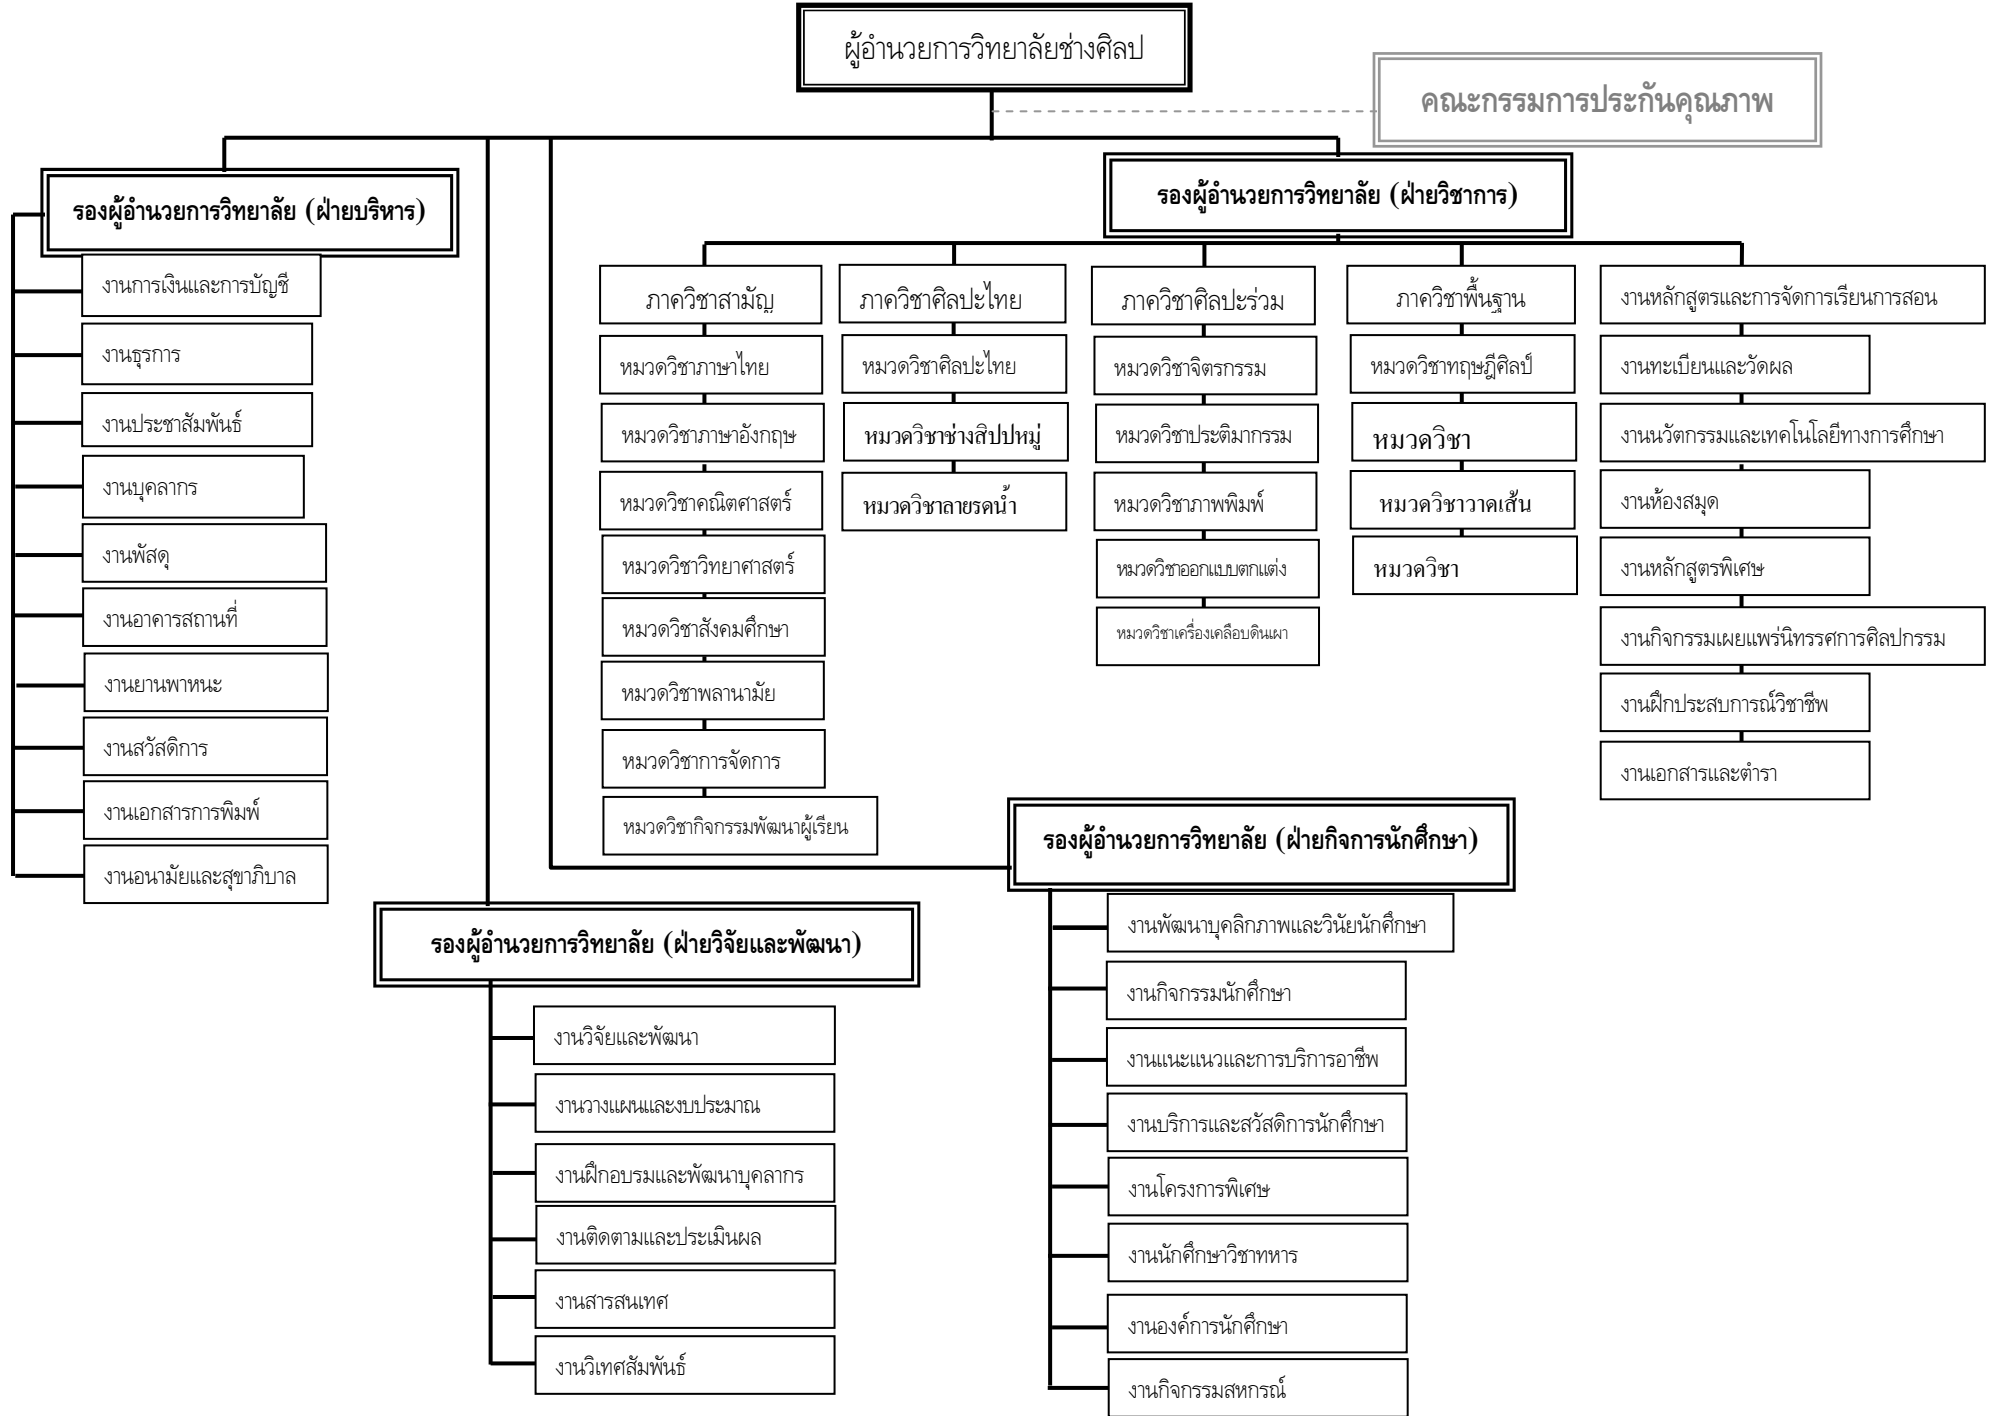 ผู้อำนวยการวิทยาลัยช่างศิลป
คณะกรรมการประกันคุณภาพ
รองผู้อำนวยการวิทยาลัย (ฝ่ายบริหาร)
งานการเงินและการบัญชี
งานธุรการ
งานประชาสัมพันธ์
งานบุคลากร
งานพัสดุ
งานอาคารสถานที่
งานยานพาหนะ
งานสวัสดิการ
งานเอกสารการพิมพ์
งานอนามัยและสุขาภิบาล
รองผู้อำนวยการวิทยาลัย (ฝ่ายวิชาการ)
ภาควิชาสามัญ
หมวดวิชาภาษาไทย
หมวดวิชาภาษาอังกฤษ
หมวดวิชาคณิตศาสตร์
หมวดวิชาวิทยาศาสตร์
หมวดวิชาสังคมศึกษา
หมวดวิชาพลานามัย
หมวดวิชาการจัดการ
หมวดวิชากิจกรรมพัฒนาผู้เรียน
ภาควิชาศิลปะไทย
หมวดวิชาศิลปะไทย
หมวดวิชาช่างสิปปหมู่
หมวดวิชาลายรดน้ำ
ภาควิชาศิลปะร่วม
หมวดวิชาจิตรกรรม
หมวดวิชาประติมากรรม
หมวดวิชาภาพพิมพ์
หมวดวิชาออกแบบตกแต่ง
หมวดวิชาเครื่องเคลือบดินเผา
ภาควิชาพื้นฐาน
หมวดวิชาทฤษฎีศิลป์
หมวดวิชา
หมวดวิชาวาดเส้น
หมวดวิชา
งานหลักสูตรและการจัดการเรียนการสอน
งานทะเบียนและวัดผล
งานนวัตกรรมและเทคโนโลยีทางการศึกษา
งานห้องสมุด
งานหลักสูตรพิเศษ
งานกิจกรรมเผยแพร่นิทรรศการศิลปกรรม
งานฝึกประสบการณ์วิชาชีพ
งานเอกสารและตำรา
รองผู้อำนวยการวิทยาลัย (ฝ่ายวิจัยและพัฒนา)
งานวิจัยและพัฒนา
งานวางแผนและงบประมาณ
งานฝึกอบรมและพัฒนาบุคลากร
งานติดตามและประเมินผล
งานสารสนเทศ
งานวิเทศสัมพันธ์
รองผู้อำนวยการวิทยาลัย (ฝ่ายกิจการนักศึกษา)
งานพัฒนาบุคลิกภาพและวินัยนักศึกษา
งานกิจกรรมนักศึกษา
งานแนะแนวและการบริการอาชีพ
งานบริการและสวัสดิการนักศึกษา
งานโครงการพิเศษ
งานนักศึกษาวิชาทหาร
งานองค์การนักศึกษา
งานกิจกรรมสหกรณ์